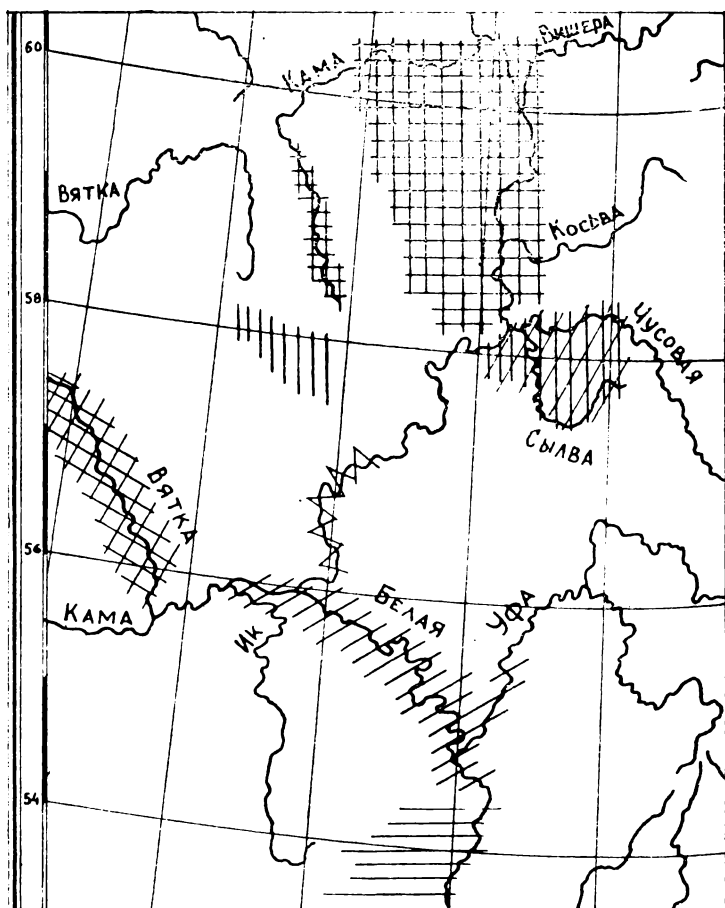 60
Вишера
Кама
Вятка
Косьва
58
Чусовая
Сылва
Вятка
56
Кама
Ик
Белая
Уфа
54